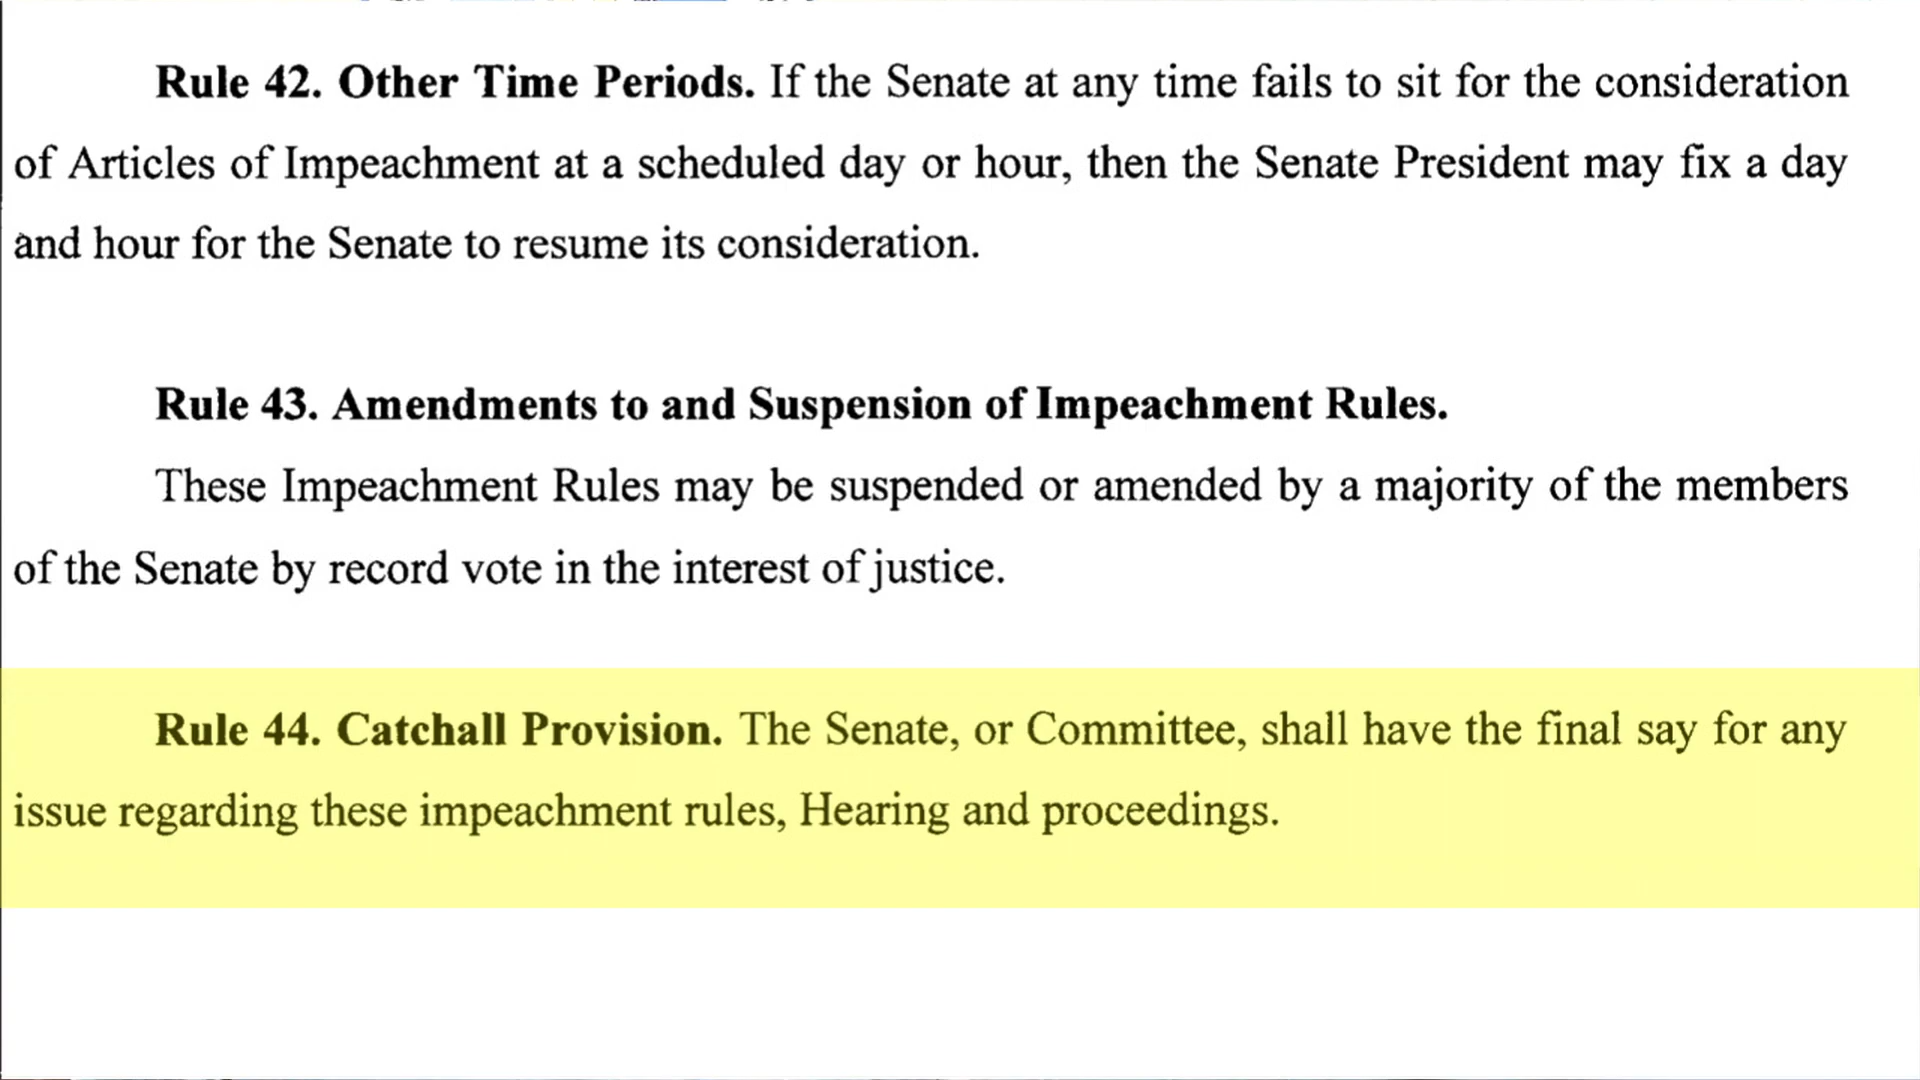 Rule 42. Other Time Periods. If the Senate at any time fails to sit for the consideration
of Articles of Impeachment at a scheduled day or hour, then the Senate President may fix a day
and hour for the Senate to resume its consideration.
Rule 43. Amendments to and Suspension of Impeachment Rules.
These Impeachment Rules may be suspended or amended by a majority of the members
of the Senate by record vote in the interest of justice.
Rule 44. Catchall Provision. The Senate, or Committee, shall have the final say for any
issue regarding these impeachment rules, Hearing and proceedings.